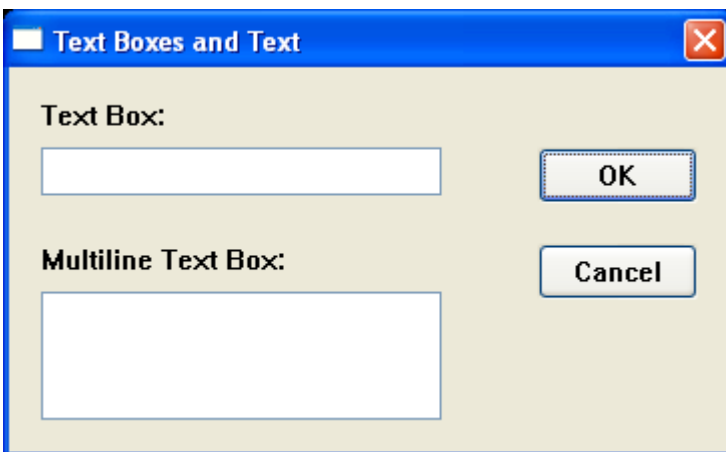 Text Boxes and Text
Text Box:
OK
Multiline Text Box:
Cancel